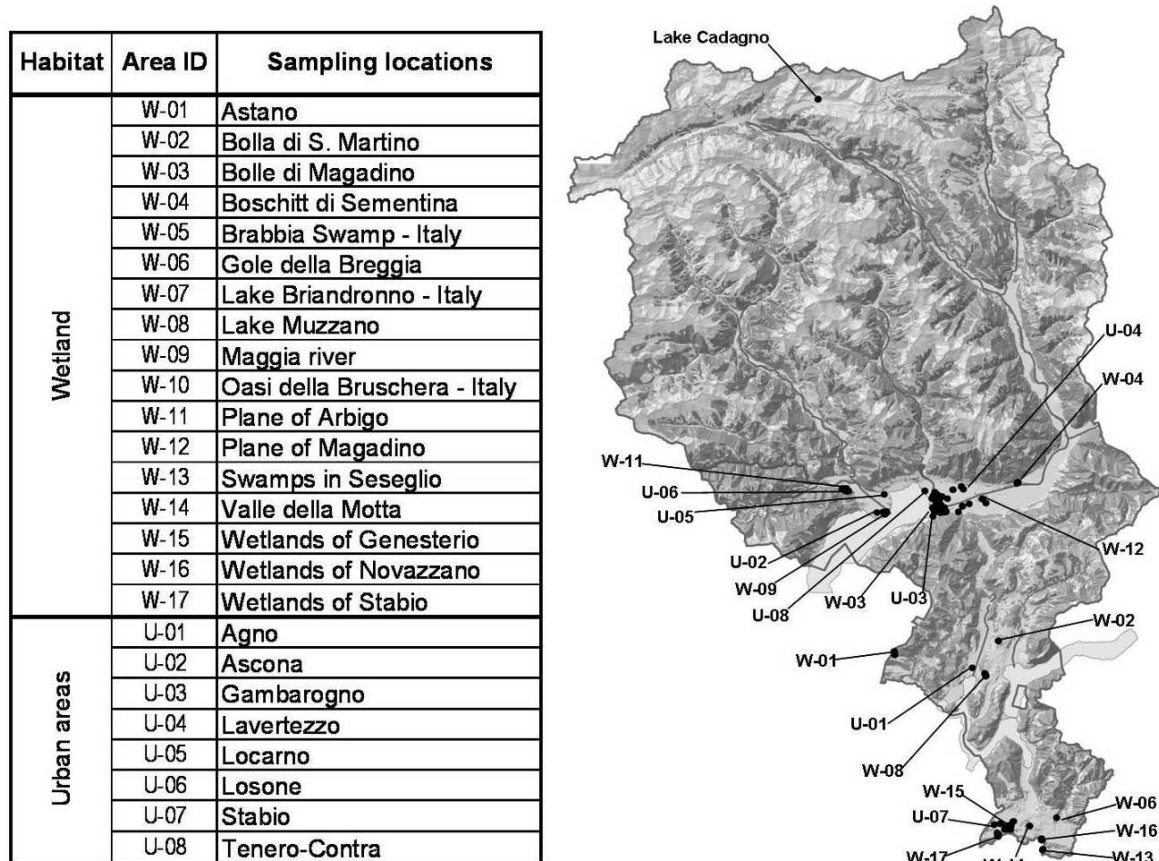 Habitat Area ID Sampling locations
Wetland
W-01 Astano
W-02 Bolla di S. Martino
W-03 Bolle di Magadino
W-04 Boschitt di Sementina
W-05 Brabbia Swamp - Italy
W-06 Gole della Breggia
W-07 Lake Briandronno - Italy
W-08 Lake Muzzano
W-09 Maggia river
W-10 Oasi della Bruschera - Italy
W-11 Plane of Arbigo
W-12 Plane of Magadino
W-13 Swamps in Seseglio
W-14 Valle della Motta
W-15 Wetlands of Genesterio
W-16 Wetlands of Novazzano
W-17 Wetlands of Stabio
Urban areas
U-01 Agno
U-02 Ascona
U-03 Gambarogno
U-04 Lavertezzo
U-05 Locarno
U-06 Losone
U-07 Stabio
U-08 Tenero-Contra
Lake Cadagno
U-04
W-04
W-11
U-06
U-05
U-02
W-09
U-08
W-03
U-03
W-12
W-02
W-01
U-01
W-08
W-15
U-07
W-17
W-06
W-16
W-13